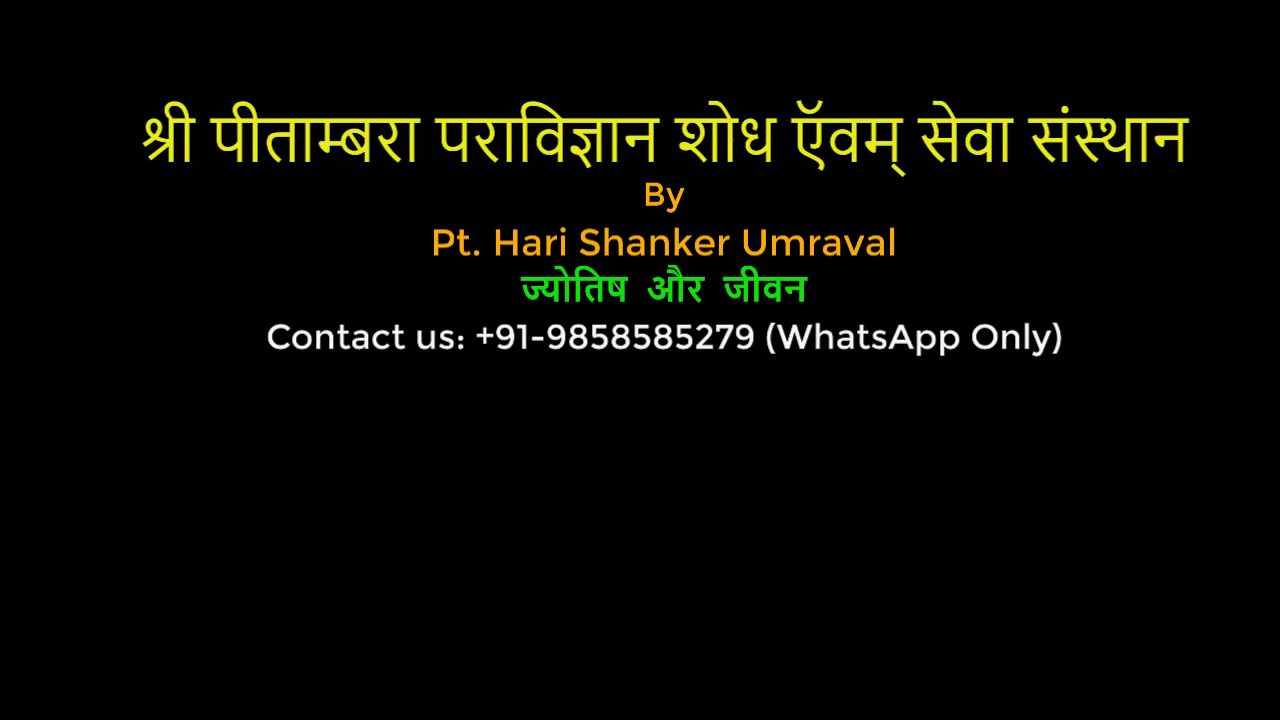 श्री पीताम्बरा पराविज्ञान शोध ऍवम् सेवा संस्थान
By
Pt. Hari Shanker Umraval
ज्योतिष और जीवन
Contact us: +91-9858585279 (WhatsApp Only)